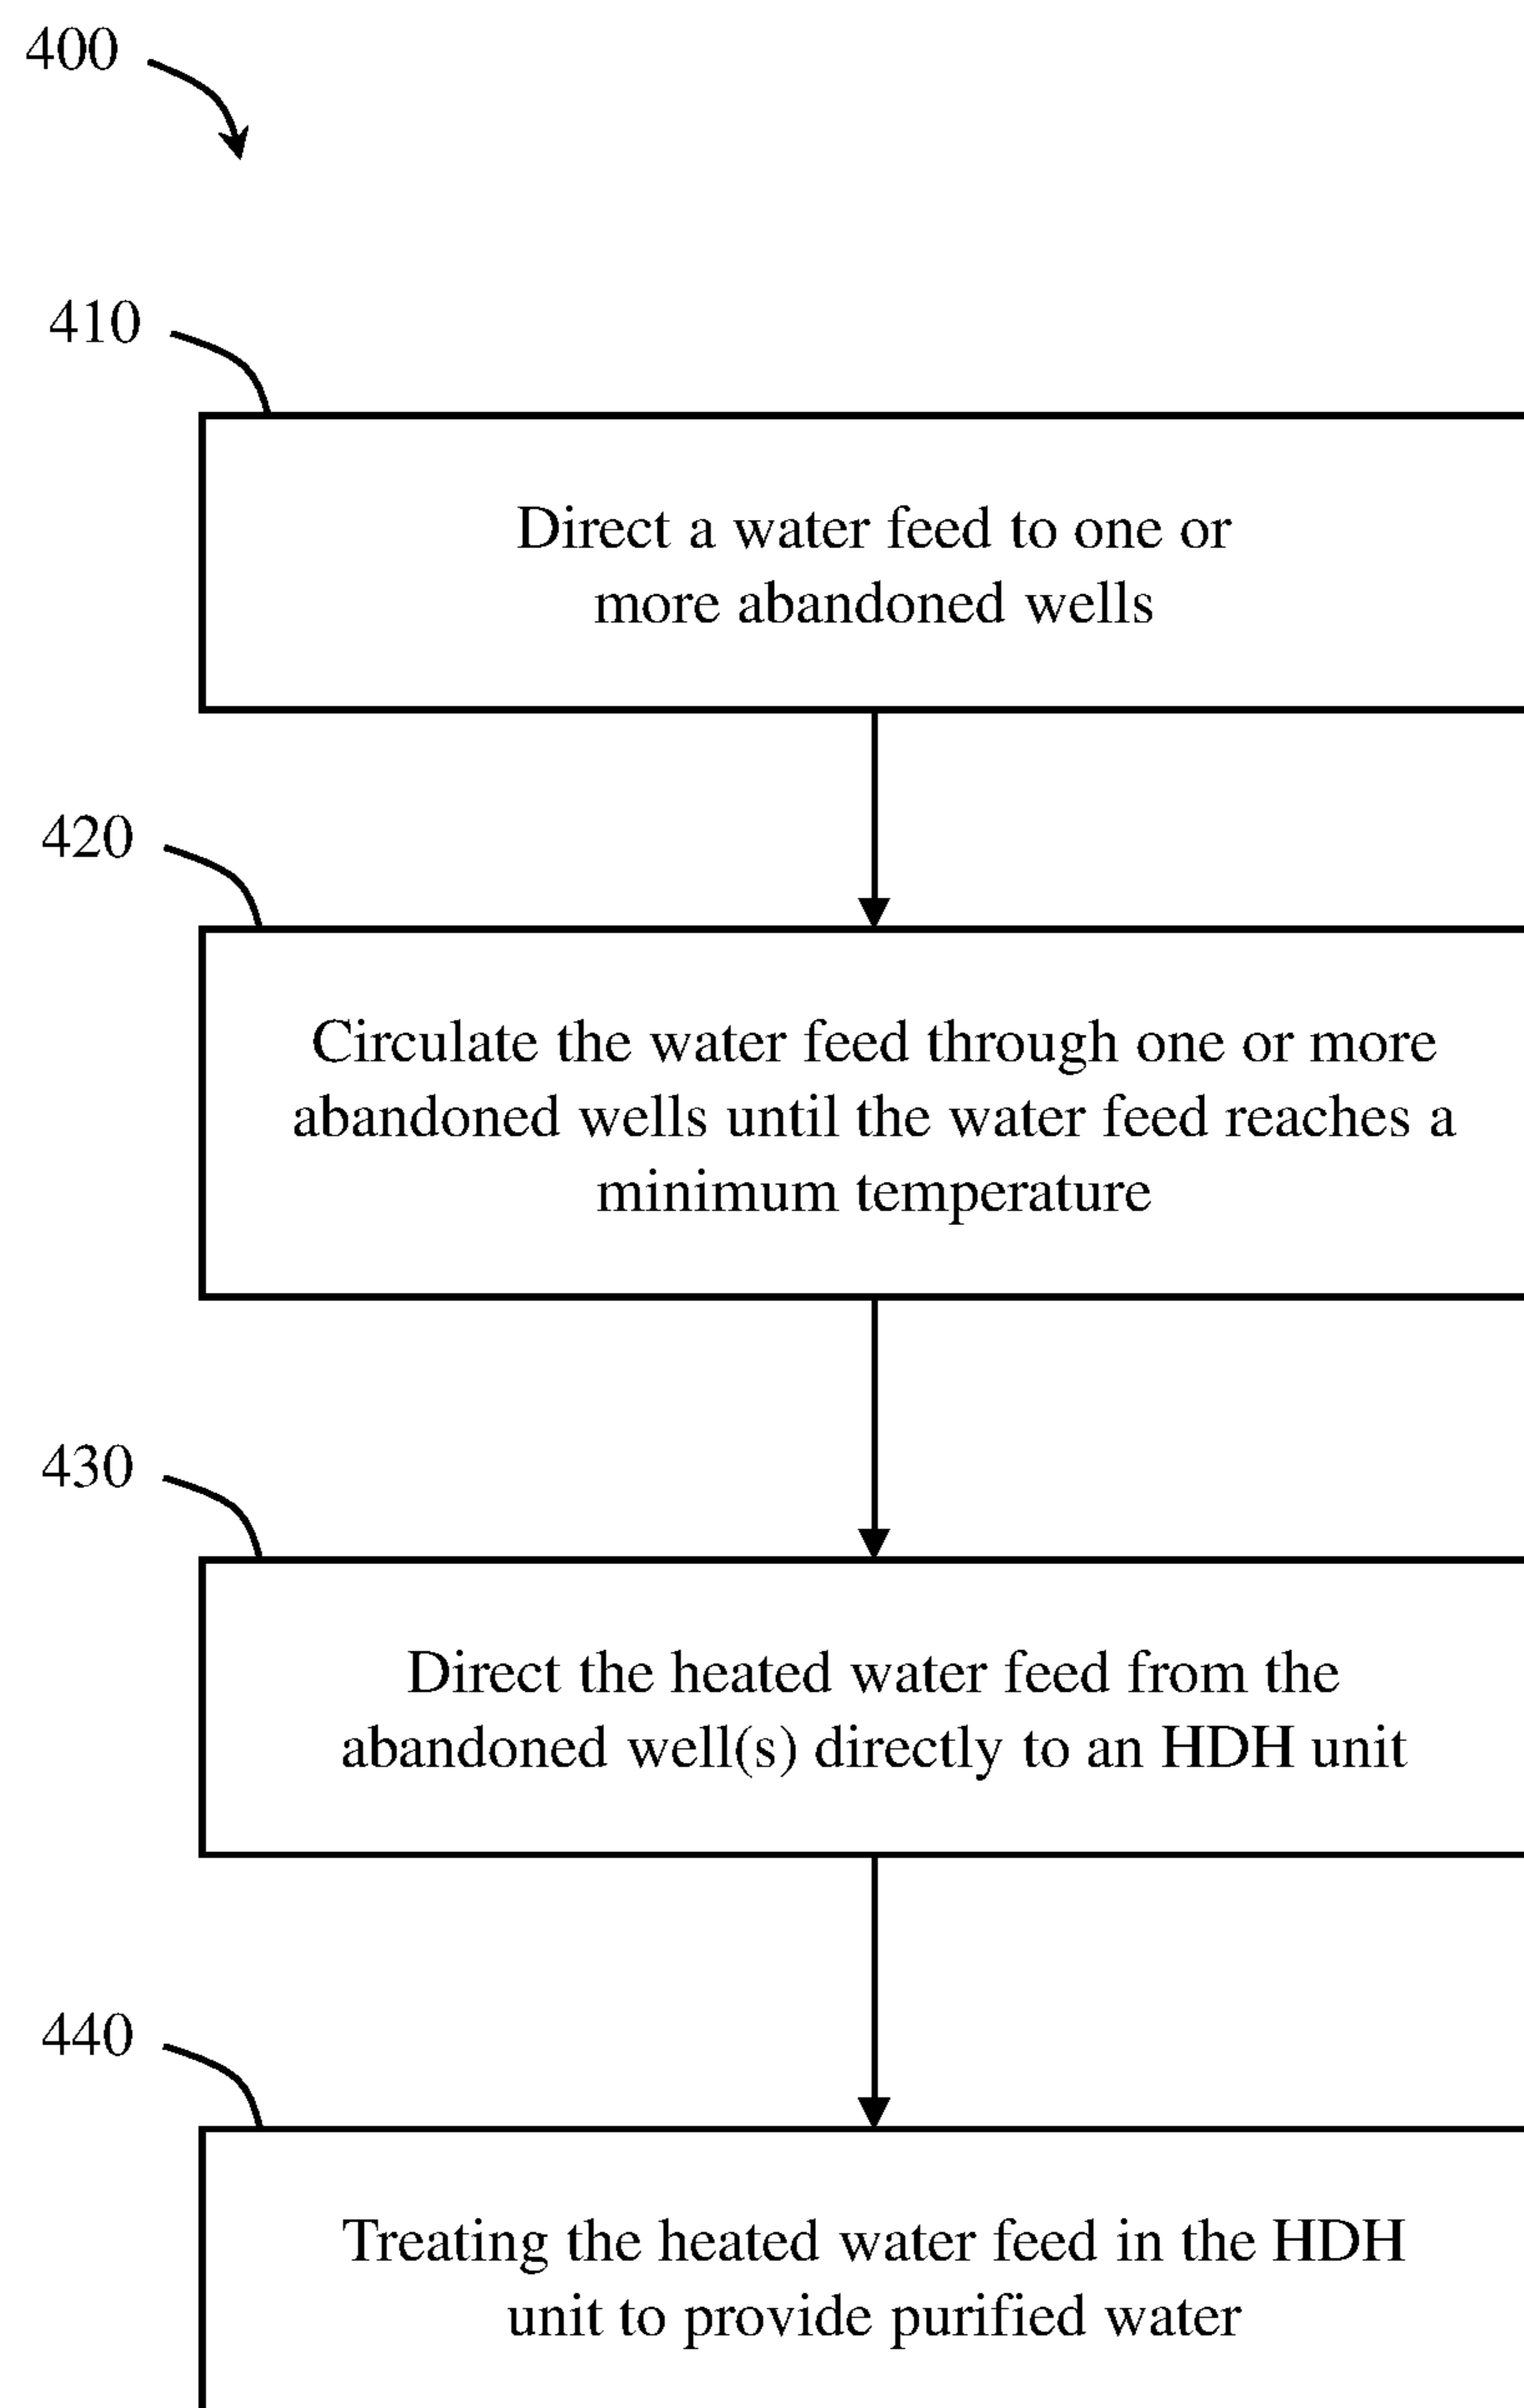 400
410
Direct a water feed to one or
more abandoned wells
420
Circulate the water feed through one or more
abandoned wells until the water feed reaches a
minimum temperature
430
Direct the heated water feed from the
abandoned well(s) directly to an HDH unit
440
Treating the heated water feed in the HDH
unit to provide purified water